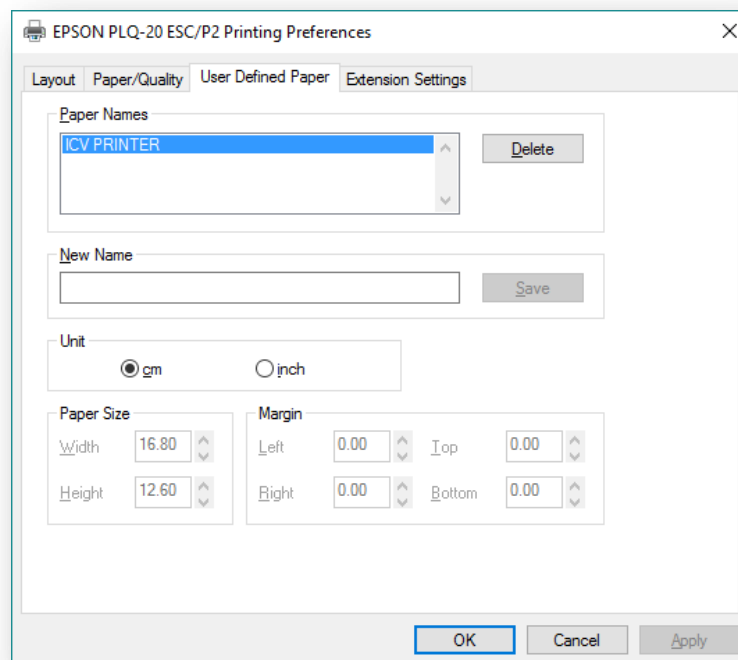 EPSON PLQ-20 ESC/P2 Printing Preferences
Layout Paper/Quality User Defined Paper Extension Settings
Paper Names
ICV PRINTER
Delete
New Name
Save
Unit
cm inch
Paper Size Margin
Width 16.80 Left 0.00 Top 0.00
Height 12.60 Right 0.00 Bottom 0.00
OK Cancel Apply